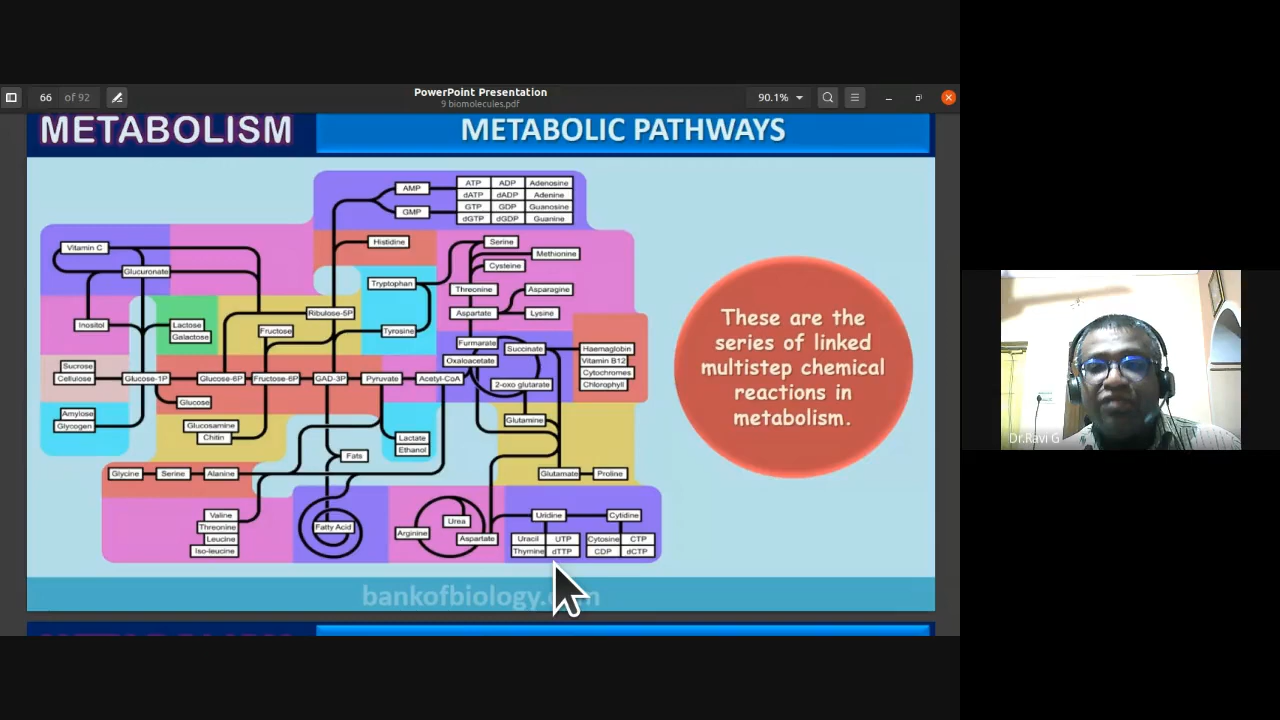 66 of 92
PowerPoint Presentation
9 biomolecules.pdf
90.1%
METABOLISM
METABOLIC PATHWAYS
AMP
ATP ADP Adenosine
dATP dADP Adenine
GMP
GTP GDP Guanosine
dGTP dGDP Guanine
Vitamin C
Histidine
Serine
Methionine
Cysteine
Glucuronate
Tryptophan
Threonine
Asparagine
Inositol
Lactose
Galactose
Ribulose-5P
Fructose
Tyrosine
Aspartate
Lysine
Furmarate
Succinate
Oxaloacetate
Haemaglobin
Vitamin B12
Cytochromes
Chlorophyll
Sucrose
Cellulose
Glucose-1P
Glucose-6P
Fructose-6P
GAD-3P
Pyruvate
Acetyl-CoA
2-oxo glutarate
Glucose
Amylose
Glycogen
Glucosamine
Chitin
Lactate
Ethanol
Glutamine
Fats
Glycine
Serine
Alanine
Glutamate
Proline
Valine
Threonine
Leucine
Iso-leucine
Fatty Acid
Urea
Arginine
Aspartate
Uridine
Cytidine
Uracil UTP
Thymine dTTP
Cytosine CTP
CDP dCTP
These are the
series of linked
multistep chemical
reactions in
metabolism.
Dr.Ravi G